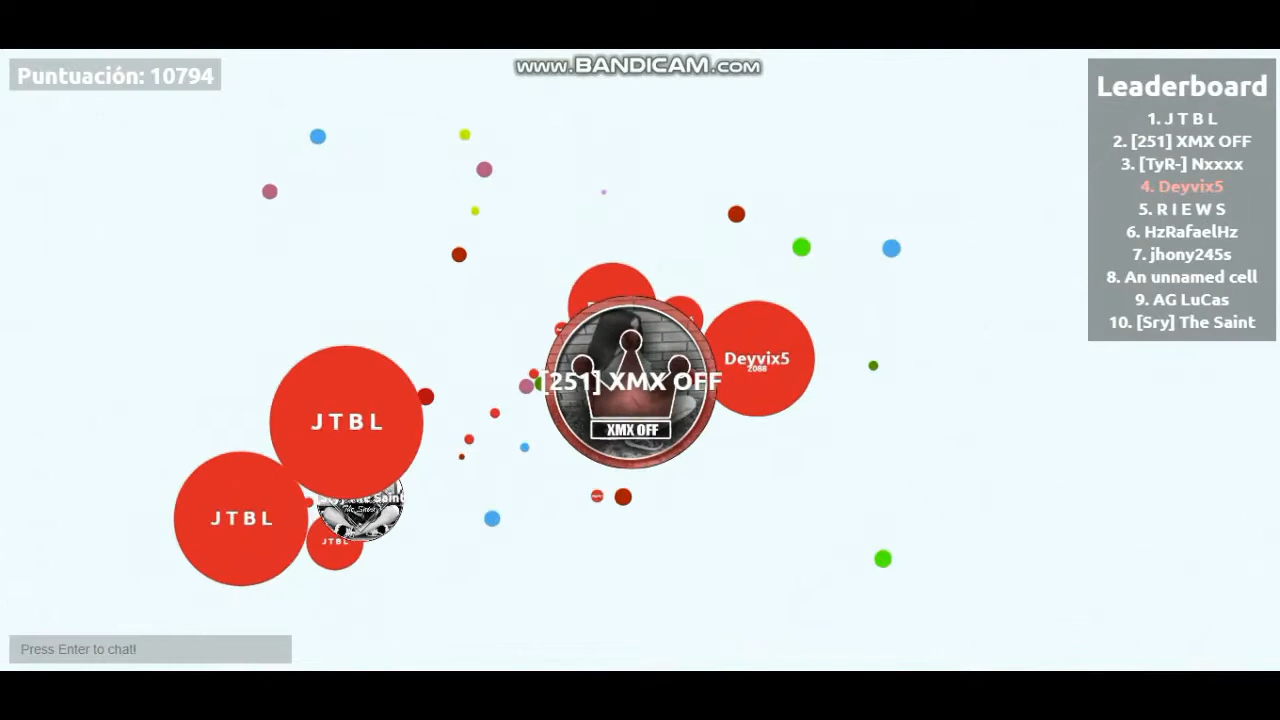 www.BANDICAM.com
Puntuación: 10794
Leaderboard
1. J T B L
2. [251] XMX OFF
3. [TyR-] Nxxxx
4. Deyvix5
5. R I E W S
6. HzRafaelHz
7. jhony245s
8. An unnamed cell
9. AG LuCas
10. [Sry] The Saint
Deyvix5
2088
[251] XMX OFF
XMX OFF
J T B L
J T B L
J T B L
Press Enter to chat!